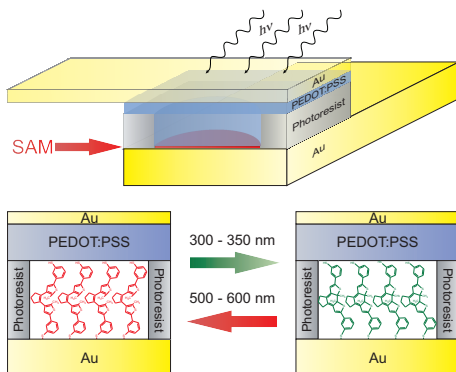 hν
hν
Au
PEDOT:PSS
Photoresist
Au
SAM
Au
PEDOT:PSS
Photoresist
Photoresist
Au
300 - 350 nm
500 - 600 nm
Au
PEDOT:PSS
Photoresist
Photoresist
Au